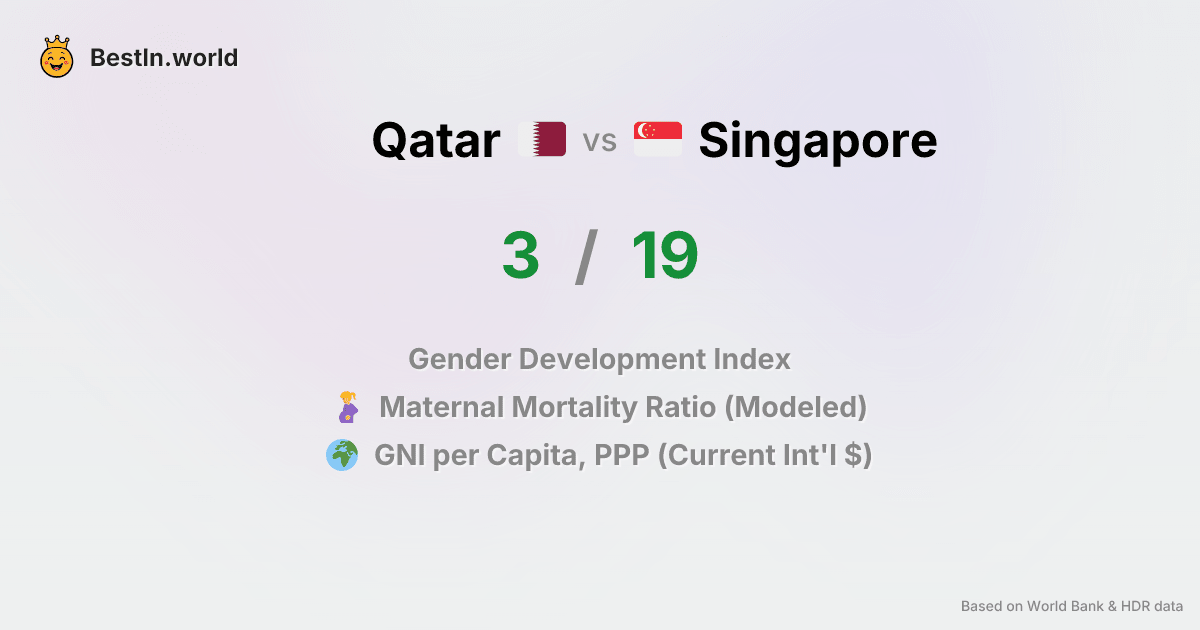 BestIn.world
Qatar vs Singapore
3 / 19
Gender Development Index
Maternal Mortality Ratio (Modeled)
GNI per Capita, PPP (Current Int'l $)
Based on World Bank & HDR data